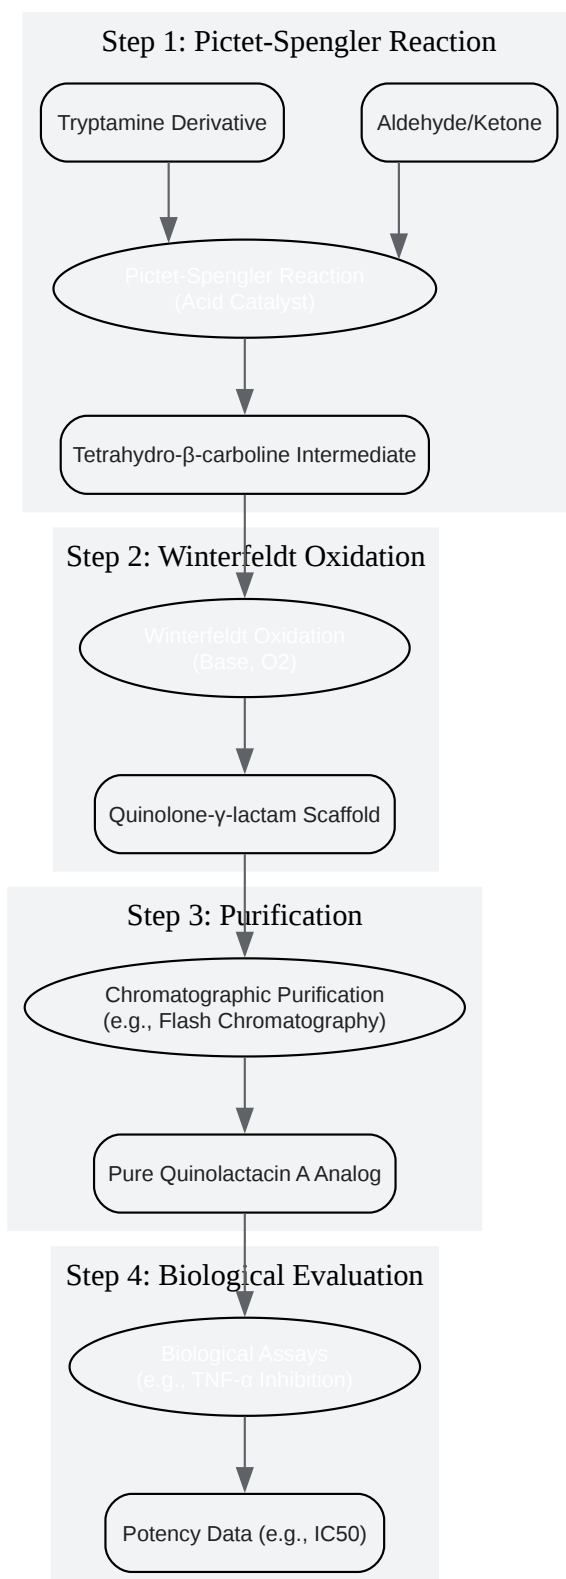 Step 1: Pictet-Spengler Reaction
Tryptamine Derivative
Aldehyde/Ketone
Pictet-Spengler Reaction
(Acid Catalyst)
Tetrahydro-β-carboline Intermediate
Step 2: Winterfeldt Oxidation
Winterfeldt Oxidation
(Base, O2)
Quinolone-γ-lactam Scaffold
Step 3: Purification
Chromatographic Purification
(e.g., Flash Chromatography)
Pure Quinolactacin A Analog
Step 4: Biological Evaluation
Biological Assays
(e.g., TNF-α Inhibition)
Potency Data (e.g., IC50)